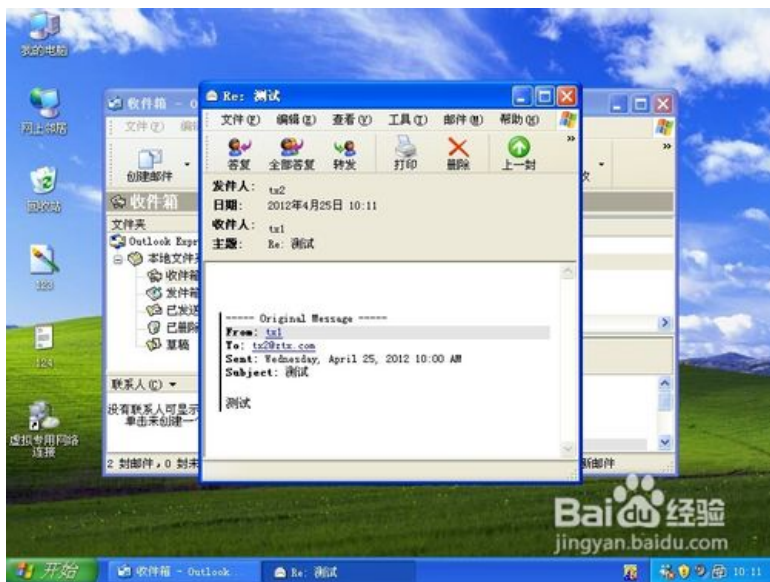 我的电脑
网上邻居
回收站
123
124
虚拟专用网络
连接
收件箱 - O
文件(F)
创建邮件
收件箱
文件夹
Outlook Expr
本地文件夹
收件箱
发件箱
已发送
已删除
草稿
联系人(C)
没有联系人可显示
单击来创建一个
2 封邮件，0 封未
新邮件
Re: 测试
文件(F) 编辑(E) 查看(V) 工具(T) 邮件(M) 帮助(H)
答复 全部答复 转发 打印 删除 上一封
发件人: tx2
日期: 2012年4月25日 10:11
收件人: tx1
主题: Re: 测试
----- Original Message -----
From: tx1
To: tx2@rtx.com
Sent: Wednesday, April 25, 2012 10:00 AM
Subject: 测试
测试
Baidu 经验
jingyan.baidu.com
开始
收件箱 - Outlook
Re: 测试
10:11